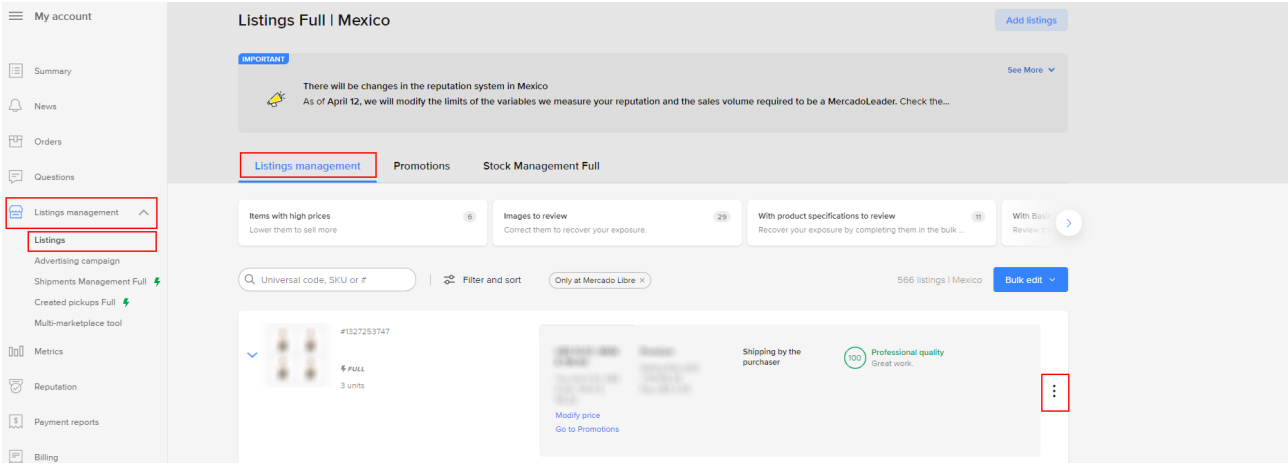 My account
Summary
News
Orders
Questions
Listings management
Listings
Advertising campaign
Shipments Management Full
Created pickups Full
Multi-marketplace tool
Metrics
Reputation
Payment reports
Billing
Listings Full | Mexico
Add listings
IMPORTANT
There will be changes in the reputation system in Mexico
See More
As of April 12, we will modify the limits of the variables we measure your reputation and the sales volume required to be a MercadoLeader. Check the...
Listings management Promotions Stock Management Full
Items with high prices 6
Lower them to sell more
Images to review 29
Correct them to recover your exposure.
With product specifications to review 11
Recover your exposure by completing them in the bulk ...
With
Universal code, SKU or #
Filter and sort
Only at Mercado Libre ×
566 listings | Mexico
Bulk edit
#1327253747
FULL
3 units
Modify price
Go to Promotions
Shipping by the
purchaser
100
Professional quality
Great work.